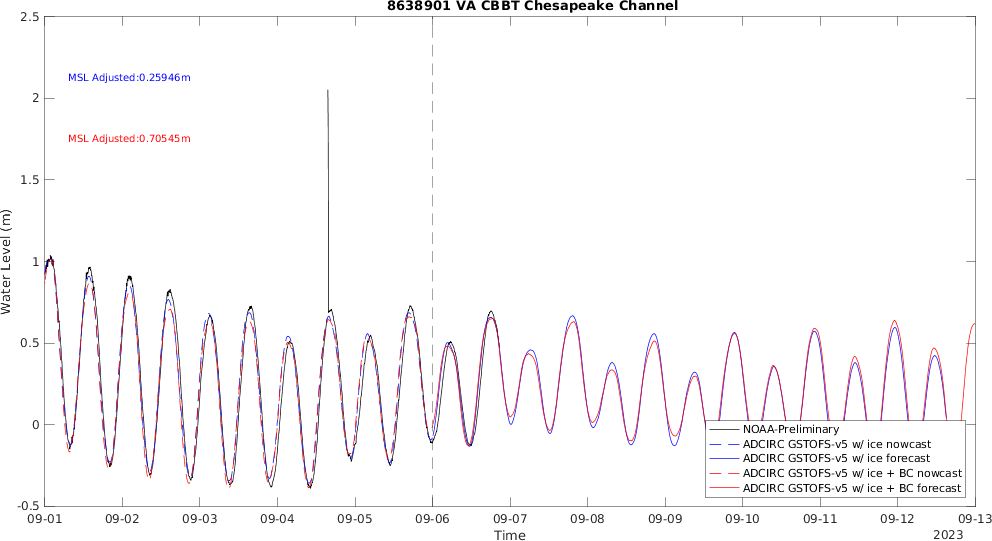 8638901 VA CBBT Chesapeake Channel
2.5
MSL Adjusted:0.25946m
2
MSL Adjusted:0.70545m
1.5
1
Water Level (m)
0.5
0
NOAA-Preliminary
ADCIRC GSTOFS-v5 w/ ice nowcast
ADCIRC GSTOFS-v5 w/ ice forecast
ADCIRC GSTOFS-v5 w/ ice + BC nowcast
ADCIRC GSTOFS-v5 w/ ice + BC forecast
-0.5
09-01 09-02 09-03 09-04 09-05 09-06 09-07 09-08 09-09 09-10 09-11 09-12 09-13
Time
2023